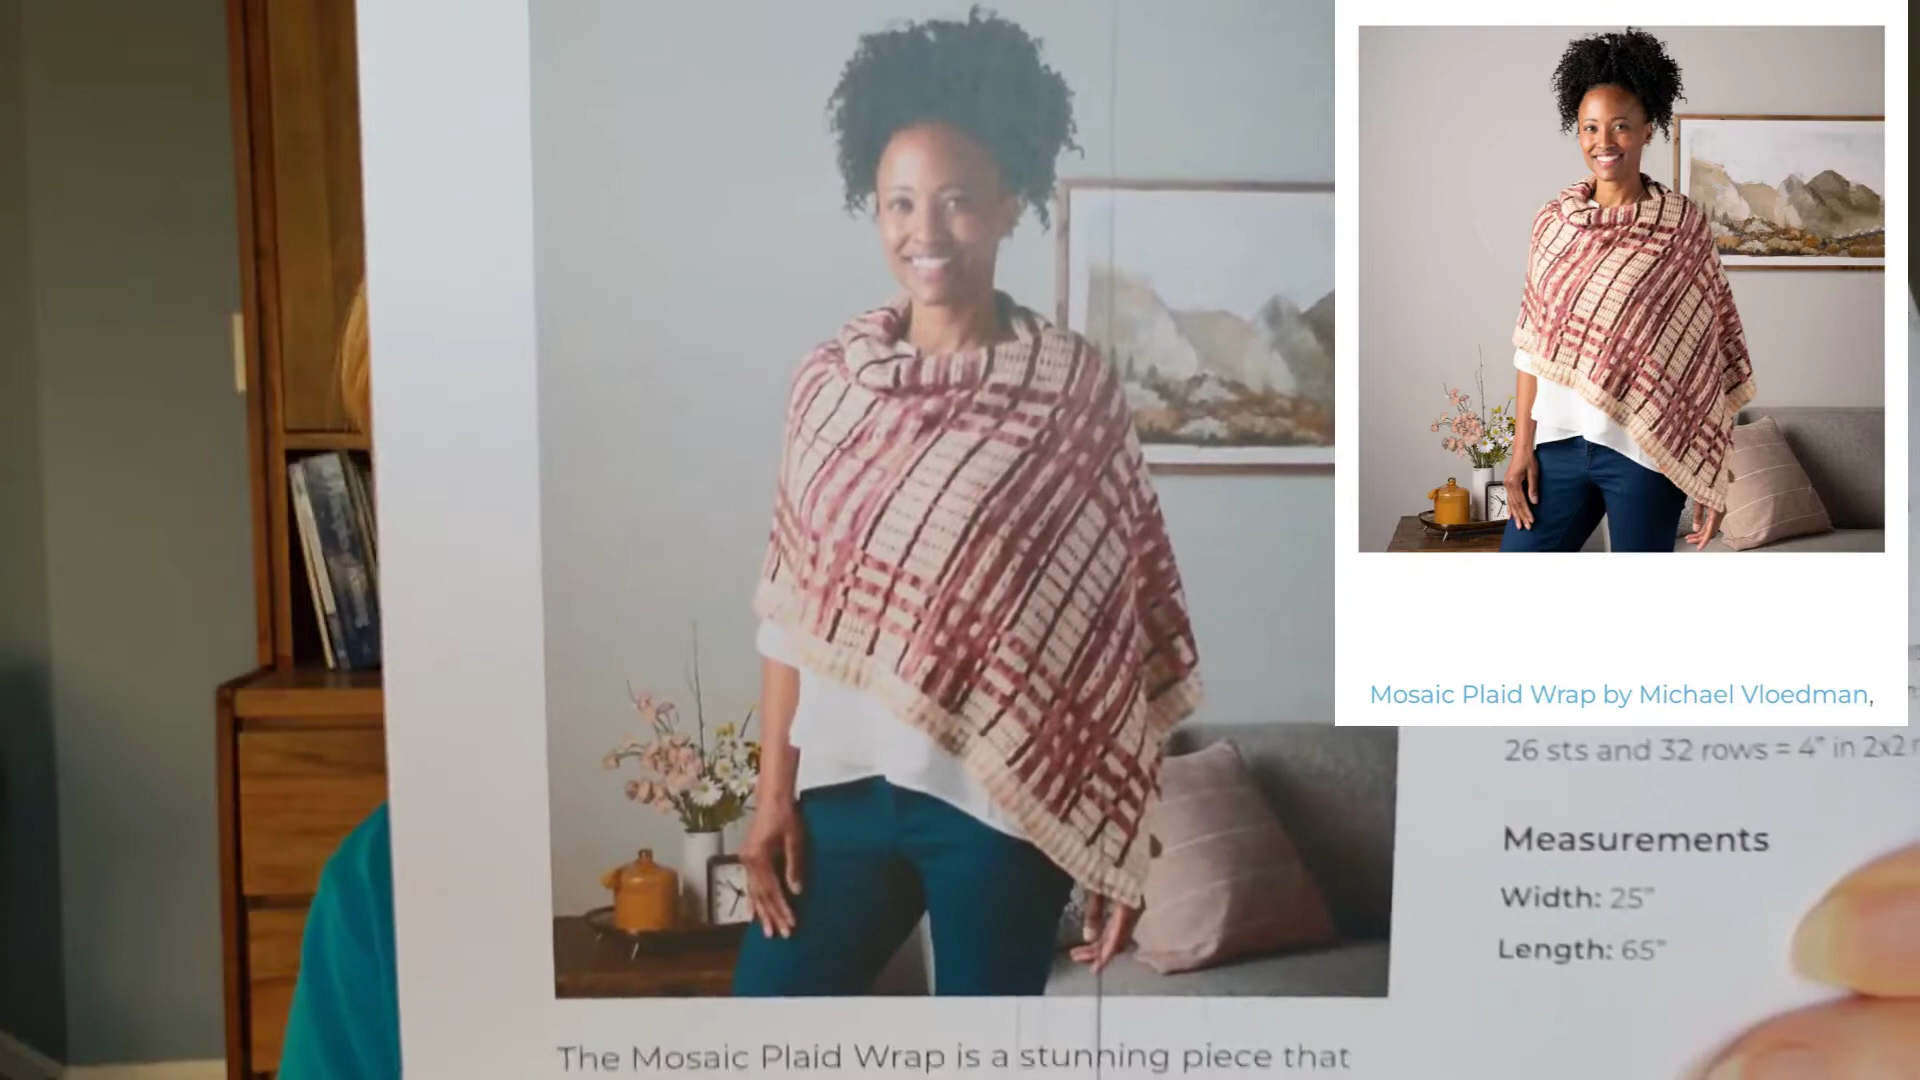 Mosaic Plaid Wrap by Michael Vloedman,
26 sts and 32 rows = 4" in 2x2
Measurements
Width: 25"
Length: 65"
The Mosaic Plaid Wrap is a stunning piece that